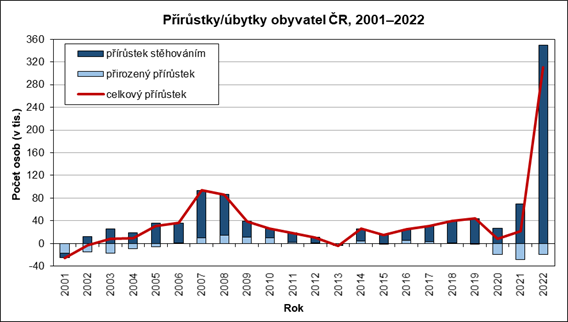 Přírůstky/úbytky obyvatel ČR, 2001–2022
360
320
280
240
200
160
120
80
40
0
-40
Počet osob (v tis.)
přírůstek stěhováním
přirozený přírůstek
celkový přírůstek
2001 2002 2003 2004 2005 2006 2007 2008 2009 2010 2011 2012 2013 2014 2015 2016 2017 2018 2019 2020 2021 2022
Rok